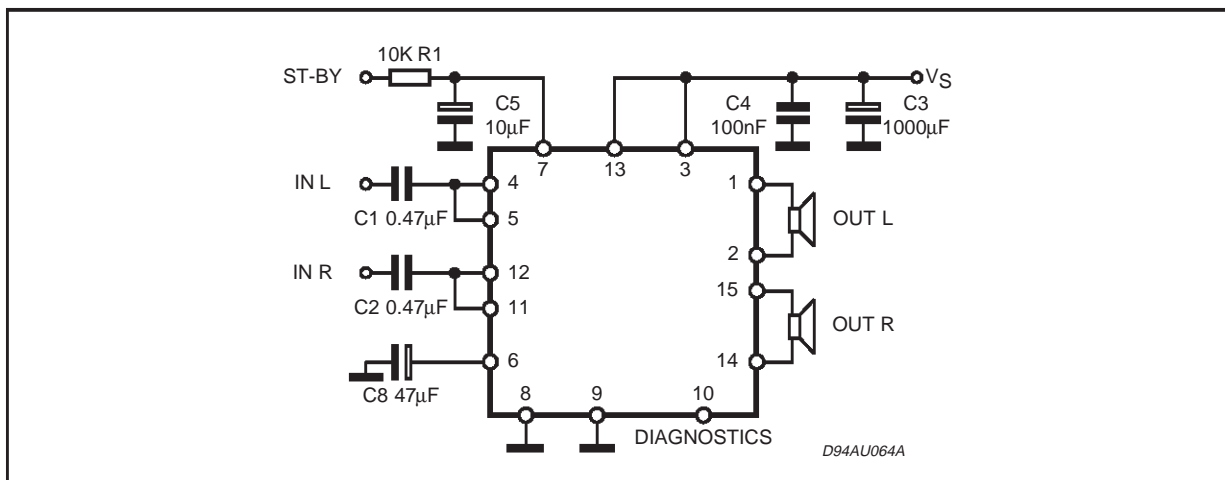 10K R1
ST-BY
VS
C5
10µF
C4
100nF
C3
1000µF
7
13
3
IN L
4
1
C1 0.47µF
5
OUT L
2
IN R
12
15
C2 0.47µF
11
OUT R
6
14
C8 47µF
8
9
10
DIAGNOSTICS
D94AU064A